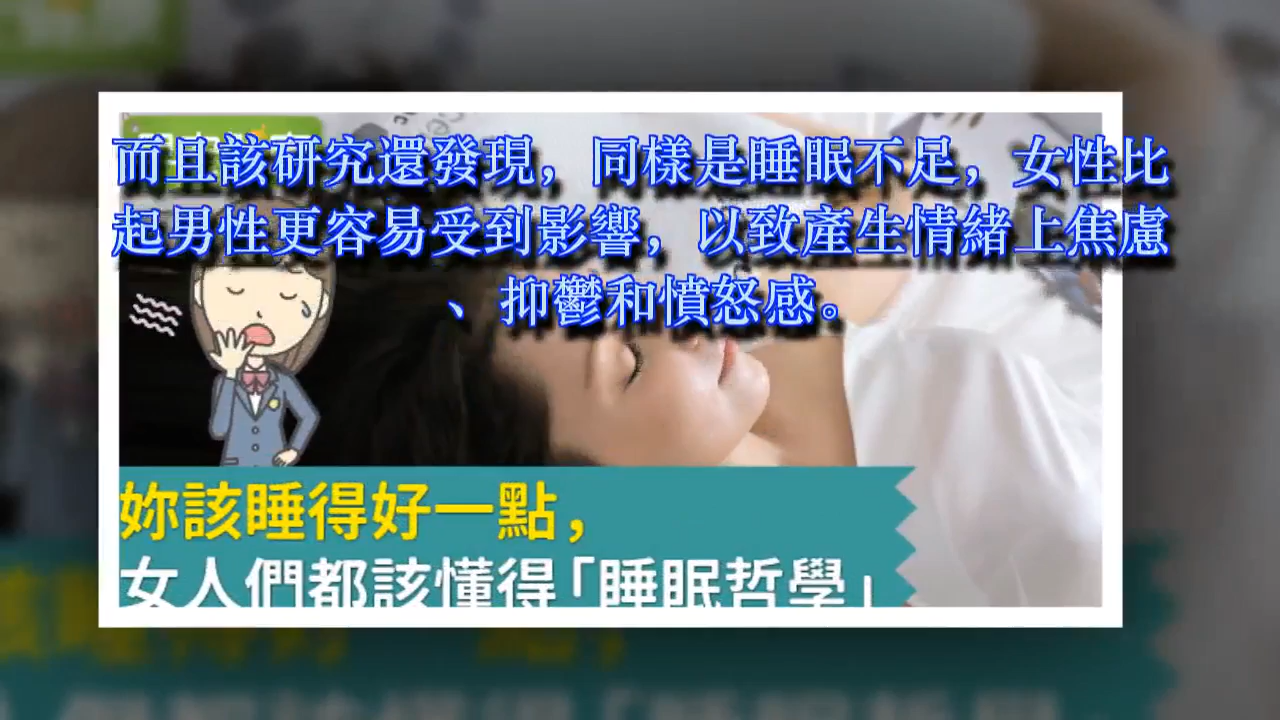 而且該研究還發現，同樣是睡眠不足，女性比
起男性更容易受到影響，以致產生情緒上焦慮
、抑鬱和憤怒感。
妳該睡得好一點，
女人們都該懂得「睡眠哲學」